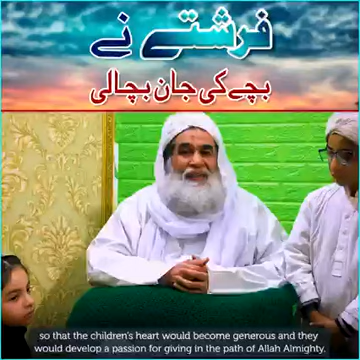 فرشتے نے
بچے کی جان بچالی
so that the children's heart would become generous and they
would develop a passion for giving in the path of Allah Almighty.